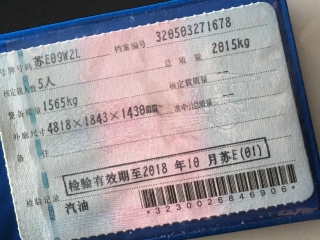 号牌号码 苏E09W2L 档案编号 320503271678
核定载人数 5人 总质量 2015kg
整备质量 1565kg 核定载质量 --
外廓尺寸 4818×1843×1430mm 准牵引总质量 --
备注
检验有效期至2018年10月苏E(01)
检验记录
汽油
*3230026846906*